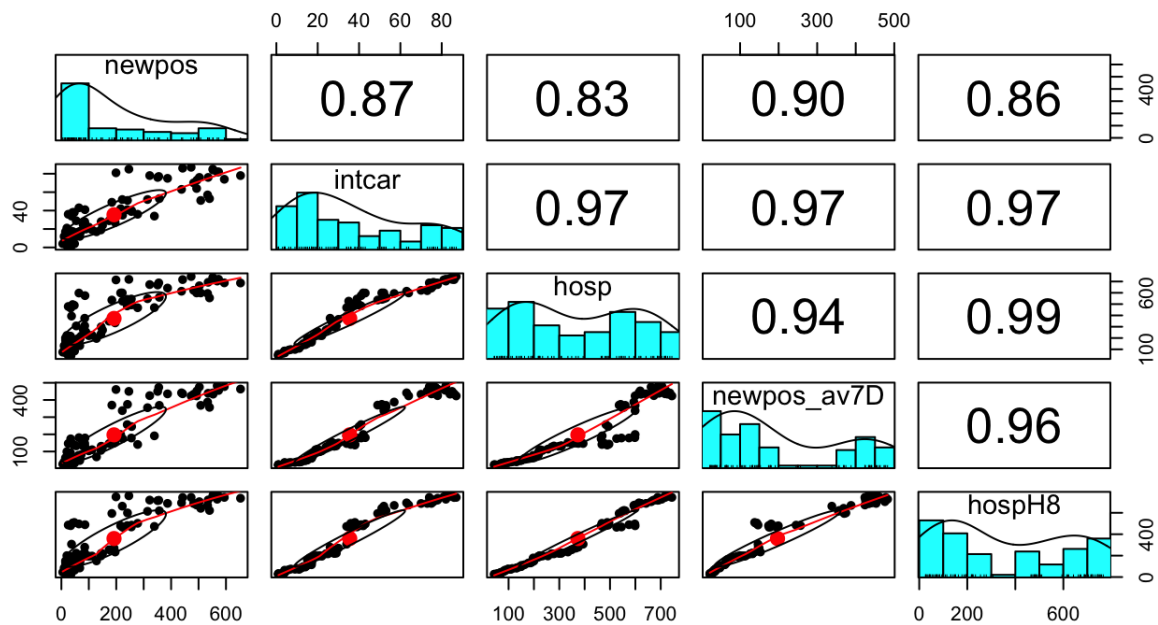 0 20 40 60 80 100 300 500
newpos 0.87 0.83 0.90 0.86 0 400
0 40 intcar 0.97 0.97 0.97
hosp 0.94 0.99 100 600
100 400 newpos_av7D 0.96
hospH8 0 400
0 200 400 600 100 300 500 700 0 200 600